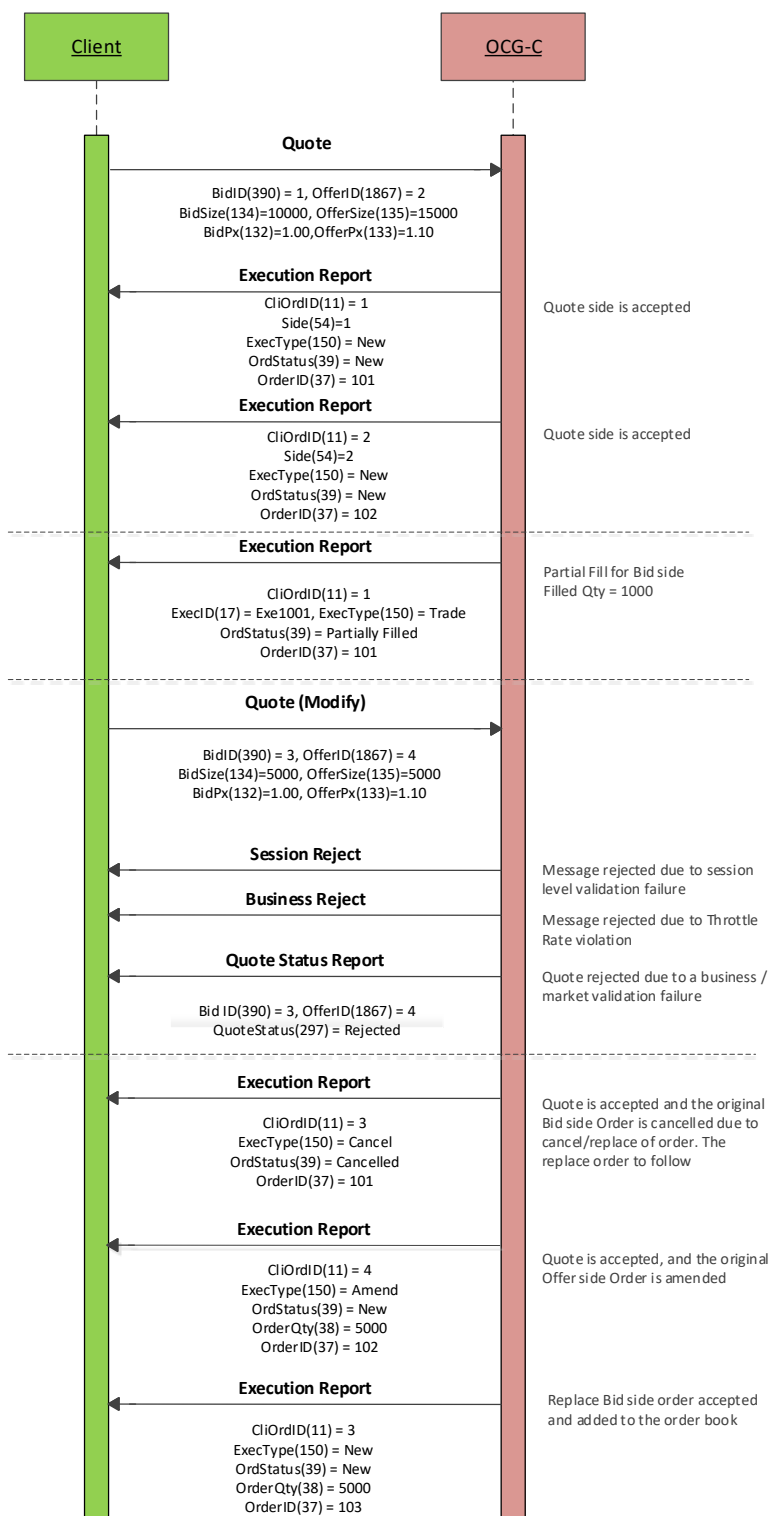 Client
OCG-C
Quote
BidID(390) = 1, OfferID(1867) = 2
BidSize(134)=10000, OfferSize(135)=15000
BidPx(132)=1.00,OfferPx(133)=1.10
Execution Report
CliOrdID(11) = 1
Side(54)=1
ExecType(150) = New
OrdStatus(39) = New
OrderID(37) = 101
Quote side is accepted
Execution Report
CliOrdID(11) = 2
Side(54)=2
ExecType(150) = New
OrdStatus(39) = New
OrderID(37) = 102
Quote side is accepted
Execution Report
CliOrdID(11) = 1
ExecID(17) = Exe1001, ExecType(150) = Trade
OrdStatus(39) = Partially Filled
OrderID(37) = 101
Partial Fill for Bid side
Filled Qty = 1000
Quote (Modify)
BidID(390) = 3, OfferID(1867) = 4
BidSize(134)=5000, OfferSize(135)=5000
BidPx(132)=1.00, OfferPx(133)=1.10
Session Reject
Message rejected due to session
level validation failure
Business Reject
Message rejected due to Throttle
Rate violation
Quote Status Report
Bid ID(390) = 3, OfferID(1867) = 4
QuoteStatus(297) = Rejected
Quote rejected due to a business /
market validation failure
Execution Report
CliOrdID(11) = 3
ExecType(150) = Cancel
OrdStatus(39) = Cancelled
OrderID(37) = 101
Quote is accepted and the original
Bid side Order is cancelled due to
cancel/replace of order. The
replace order to follow
Execution Report
CliOrdID(11) = 4
ExecType(150) = Amend
OrdStatus(39) = New
OrderQty(38) = 5000
OrderID(37) = 102
Quote is accepted, and the original
Offer side Order is amended
Execution Report
CliOrdID(11) = 3
ExecType(150) = New
OrdStatus(39) = New
OrderQty(38) = 5000
OrderID(37) = 103
Replace Bid side order accepted
and added to the order book